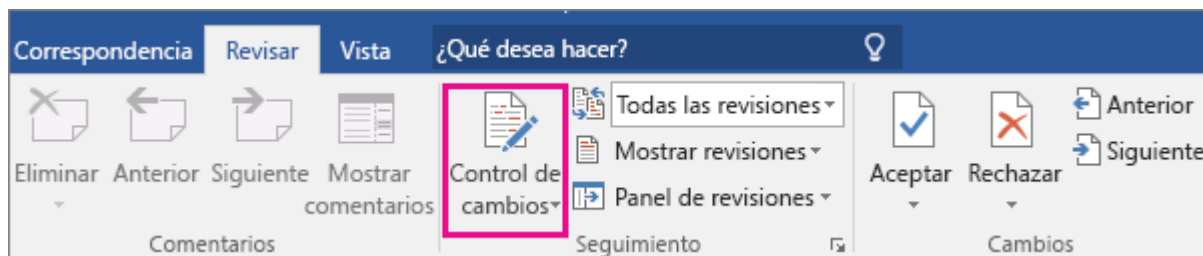 Correspondencia Revisar Vista ¿Qué desea hacer?
Eliminar Anterior Siguiente Mostrar comentarios
Comentarios
Control de cambios
Todas las revisiones
Mostrar revisiones
Panel de revisiones
Seguimiento
Aceptar Rechazar
Anterior
Siguiente
Cambios